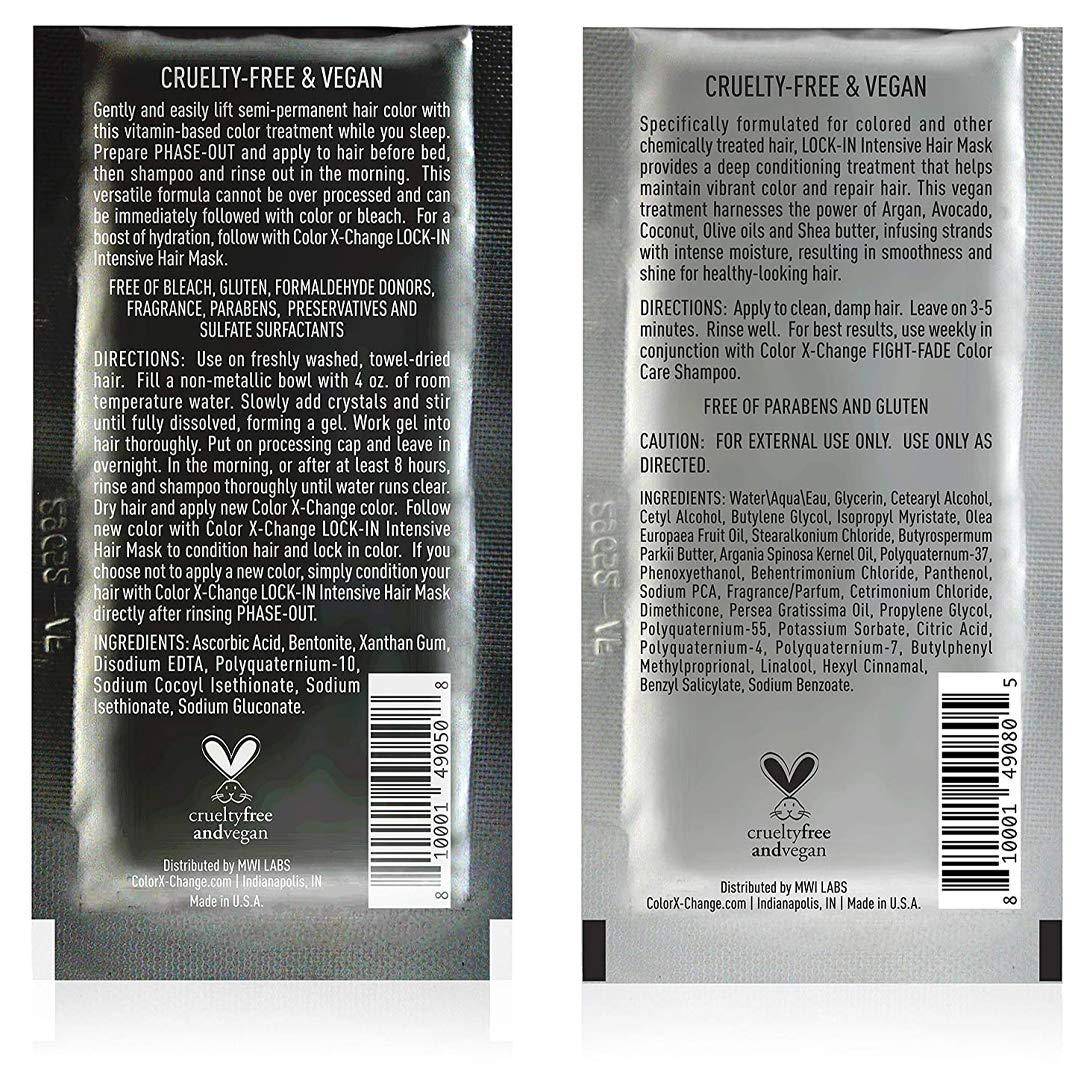 CRUELTY-FREE & VEGAN
Gently and easily lift semi-permanent hair color with
this vitamin-based color treatment while you sleep.
Prepare PHASE-OUT and apply to hair before bed,
then shampoo and rinse out in the morning. This
versatile formula cannot be over processed and can
be immediately followed with color or bleach. For a
boost of hydration, follow with Color X-Change LOCK-IN
Intensive Hair Mask.
FREE OF BLEACH, GLUTEN, FORMALDEHYDE DONORS,
FRAGRANCE, PARABENS, PRESERVATIVES AND
SULFATE SURFACTANTS
DIRECTIONS: Use on freshly washed, towel-dried
hair. Fill a non-metallic bowl with 4 oz. of room
temperature water. Slowly add crystals and stir
until fully dissolved, forming a gel. Work gel into
hair thoroughly. Put on processing cap and leave in
overnight. In the morning, or after at least 8 hours,
rinse and shampoo thoroughly until water runs clear.
Dry hair and apply new Color X-Change color. Follow
new color with Color X-Change LOCK-IN Intensive
Hair Mask to condition hair and lock in color. If you
choose not to apply a new color, simply condition your
hair with Color X-Change LOCK-IN Intensive Hair Mask
directly after rinsing PHASE-OUT.
INGREDIENTS: Ascorbic Acid, Bentonite, Xanthan Gum,
Disodium EDTA, Polyquaternium-10,
Sodium Cocoyl Isethionate, Sodium
Isethionate, Sodium Gluconate.
8 10001 49050 8
crueltyfree
andvegan
Distributed by MWI LABS
ColorX-Change.com | Indianapolis, IN
Made in U.S.A.
CRUELTY-FREE & VEGAN
Specifically formulated for colored and other
chemically treated hair, LOCK-IN Intensive Hair Mask
provides a deep conditioning treatment that helps
maintain vibrant color and repair hair. This vegan
treatment harnesses the power of Argan, Avocado,
Coconut, Olive oils and Shea butter, infusing strands
with intense moisture, resulting in smoothness and
shine for healthy-looking hair.
DIRECTIONS: Apply to clean, damp hair. Leave on 3-5
minutes. Rinse well. For best results, use weekly in
conjunction with Color X-Change FIGHT-FADE Color
Care Shampoo.
FREE OF PARABENS AND GLUTEN
CAUTION: FOR EXTERNAL USE ONLY. USE ONLY AS
DIRECTED.
INGREDIENTS: Water\Aqua\Eau, Glycerin, Cetearyl Alcohol,
Cetyl Alcohol, Butylene Glycol, Isopropyl Myristate, Olea
Europaea Fruit Oil, Stearalkonium Chloride, Butyrospermum
Parkii Butter, Argania Spinosa Kernel Oil, Polyquaternum-37,
Phenoxyethanol, Behentrimonium Chloride, Panthenol,
Sodium PCA, Fragrance/Parfum, Cetrimonium Chloride,
Dimethicone, Persea Gratissima Oil, Propylene Glycol,
Polyquaternium-55, Potassium Sorbate, Citric Acid,
Polyquaternium-4, Polyquaternium-7, Butylphenyl
Methylproprional, Linalool, Hexyl Cinnamal,
Benzyl Salicylate, Sodium Benzoate.
8 10001 49080 5
crueltyfree
andvegan
Distributed by MWI LABS
ColorX-Change.com | Indianapolis, IN | Made in U.S.A.